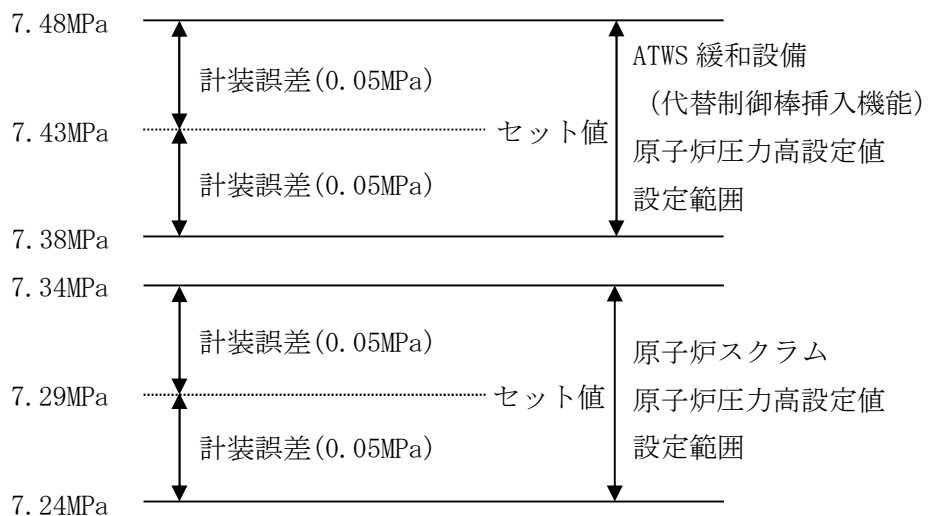 7.48MPa
計装誤差(0.05MPa)
7.43MPa
セット値
計装誤差(0.05MPa)
7.38MPa
ATWS 緩和設備
（代替制御棒挿入機能）
原子炉圧力高設定値
設定範囲
7.34MPa
計装誤差(0.05MPa)
7.29MPa
セット値
計装誤差(0.05MPa)
7.24MPa
原子炉スクラム
原子炉圧力高設定値
設定範囲